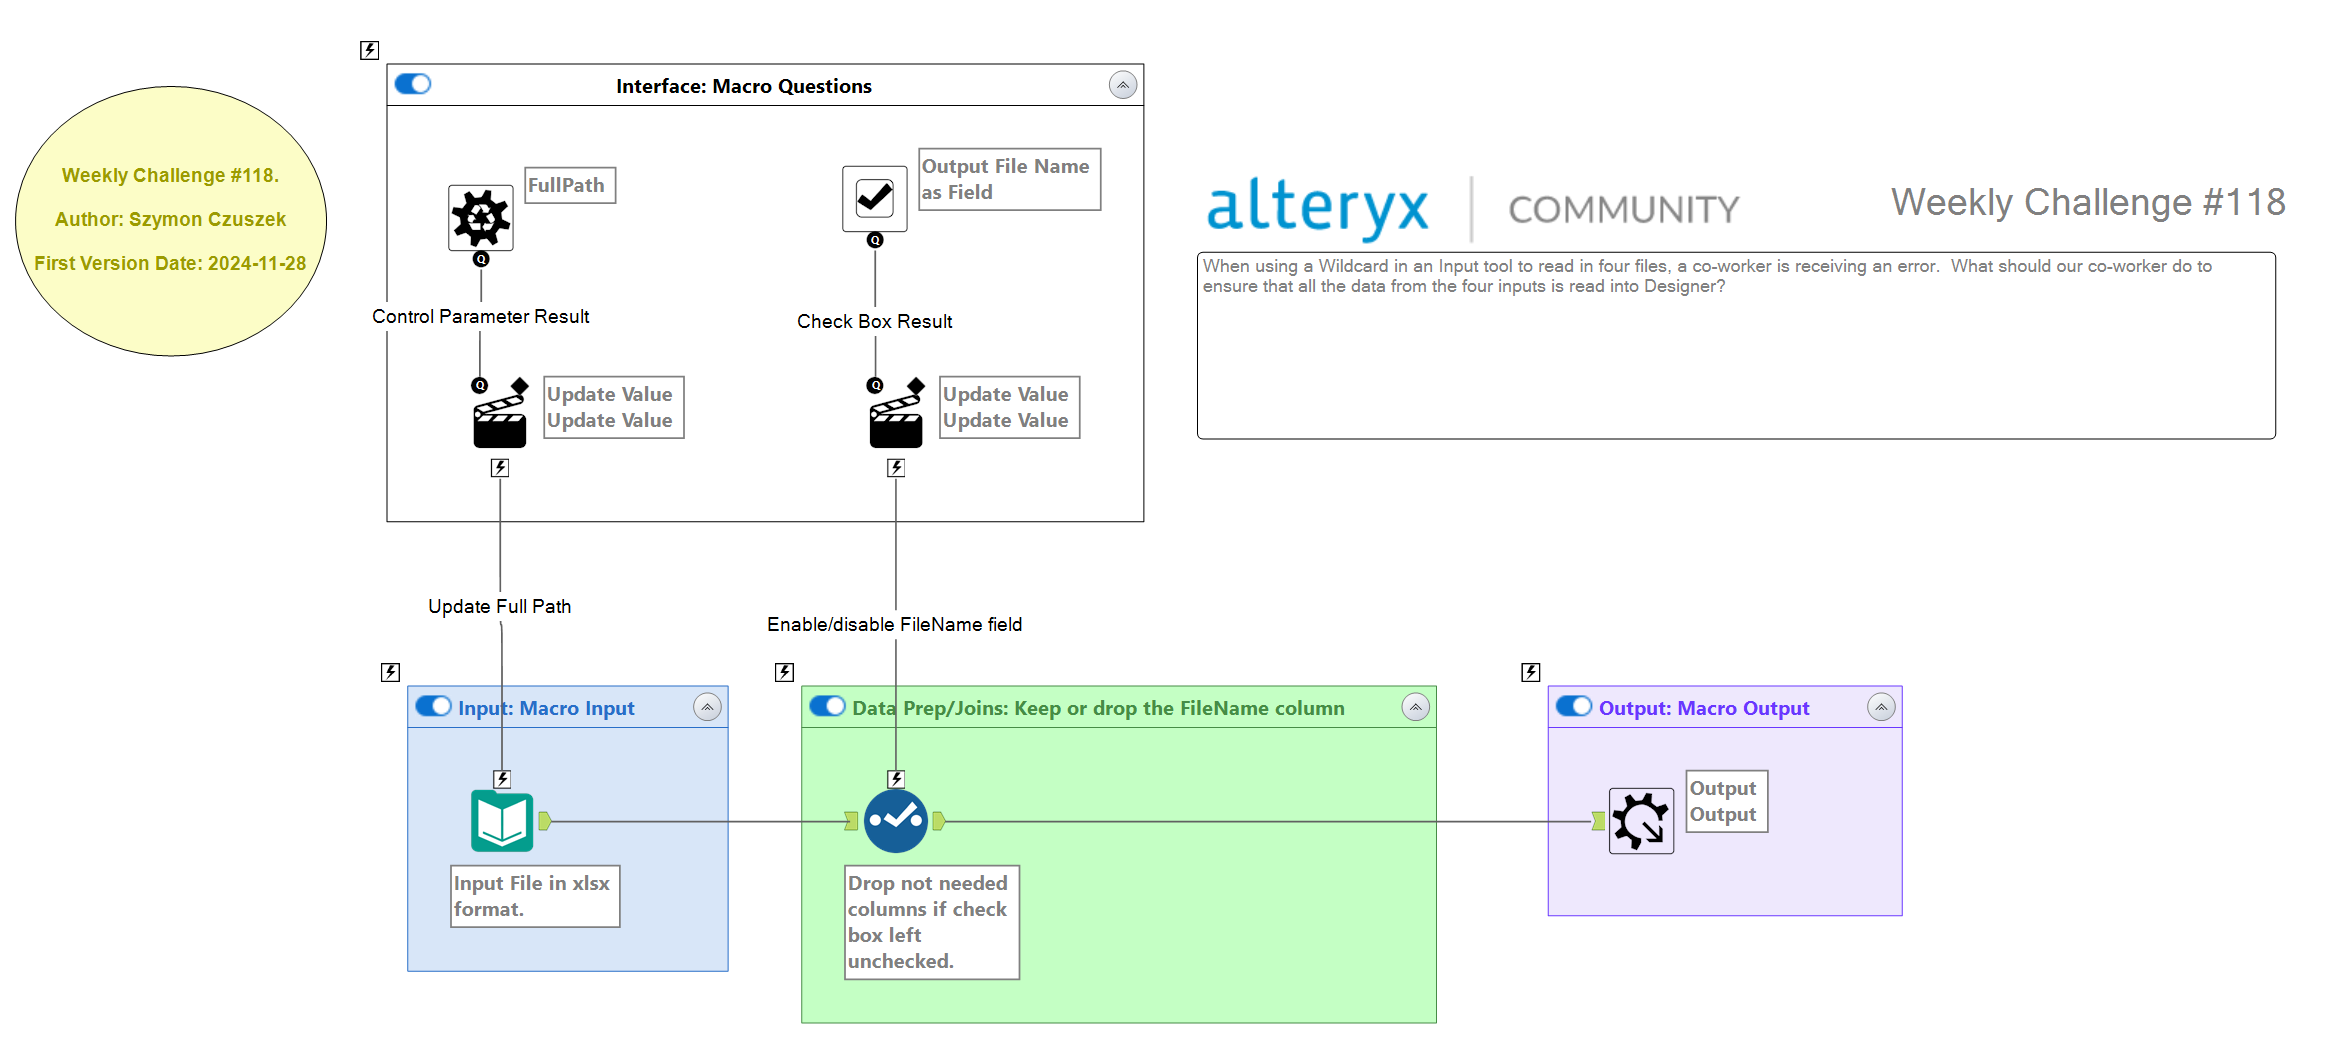 Weekly Challenge #118.
Author: Szymon Czuszek
First Version Date: 2024-11-28
Interface: Macro Questions
FullPath
Output File Name
as Field
Q
Q
Control Parameter Result
Check Box Result
Q
Q
Update Value
Update Value
Update Value
Update Value
alteryx
COMMUNITY
Weekly Challenge #118
When using a Wildcard in an Input tool to read in four files, a co-worker is receiving an error.  What should our co-worker do to
ensure that all the data from the four inputs is read into Designer?
Update Full Path
Enable/disable FileName field
Input: Macro Input
Input File in xlsx
format.
Data Prep/Joins: Keep or drop the FileName column
Drop not needed
columns if check
box left
unchecked.
Output: Macro Output
Output
Output